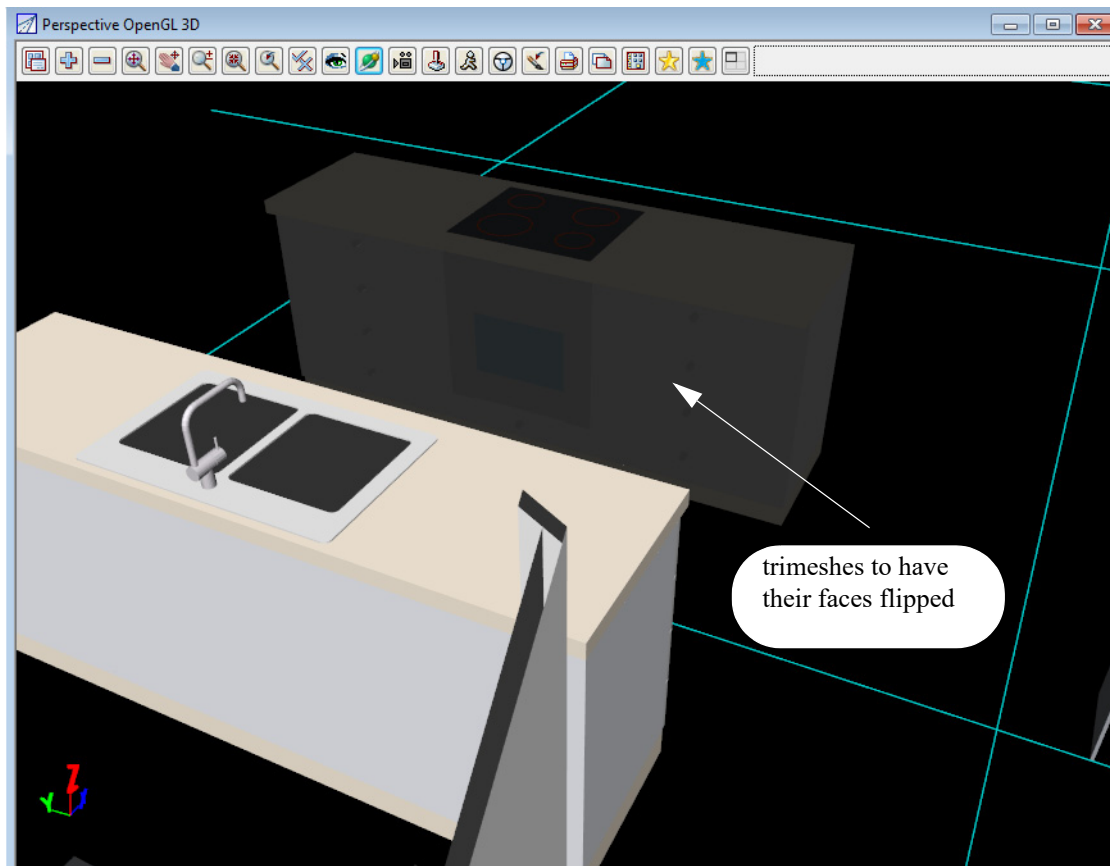 Perspective OpenGL 3D
trimeshes to have
their faces flipped
Z
Y